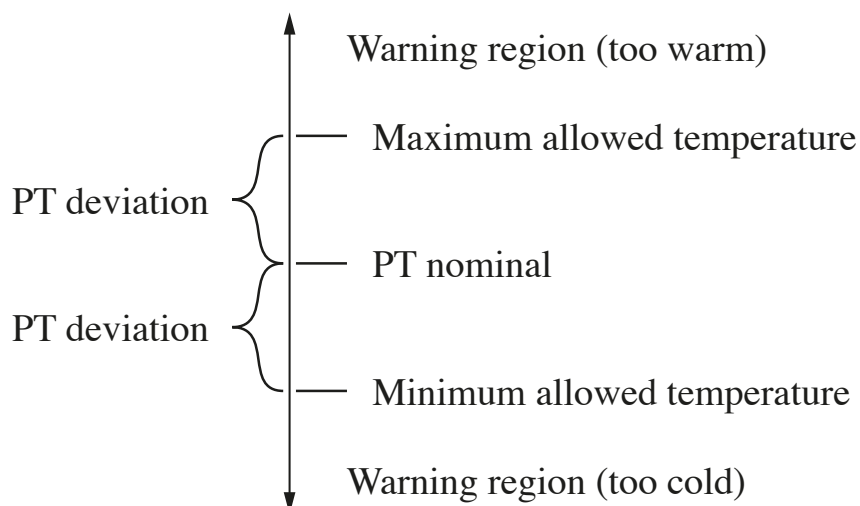 Warning region (too warm)
Maximum allowed temperature
PT deviation
PT nominal
PT deviation
Minimum allowed temperature
Warning region (too cold)